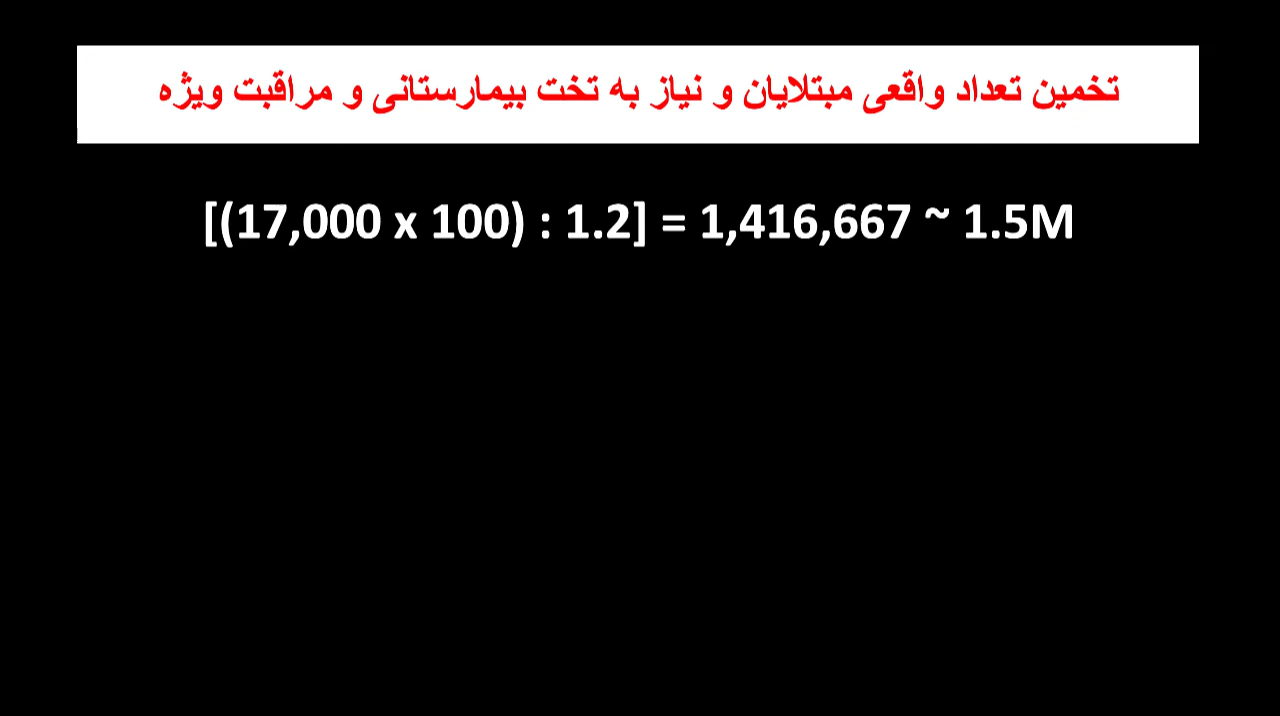 تخمین تعداد واقعی مبتلایان و نیاز به تخت بیمارستانی و مراقبت ویژه
[(17,000 x 100) : 1.2] = 1,416,667 ~ 1.5M